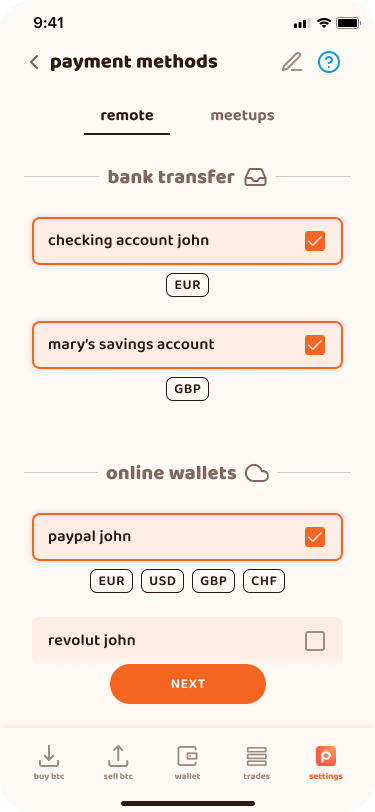 9:41
payment methods
remote meetups
bank transfer
checking account john
EUR
mary's savings account
GBP
online wallets
paypal john
EUR USD GBP CHF
revolut john
NEXT
buy btc sell btc wallet trades settings